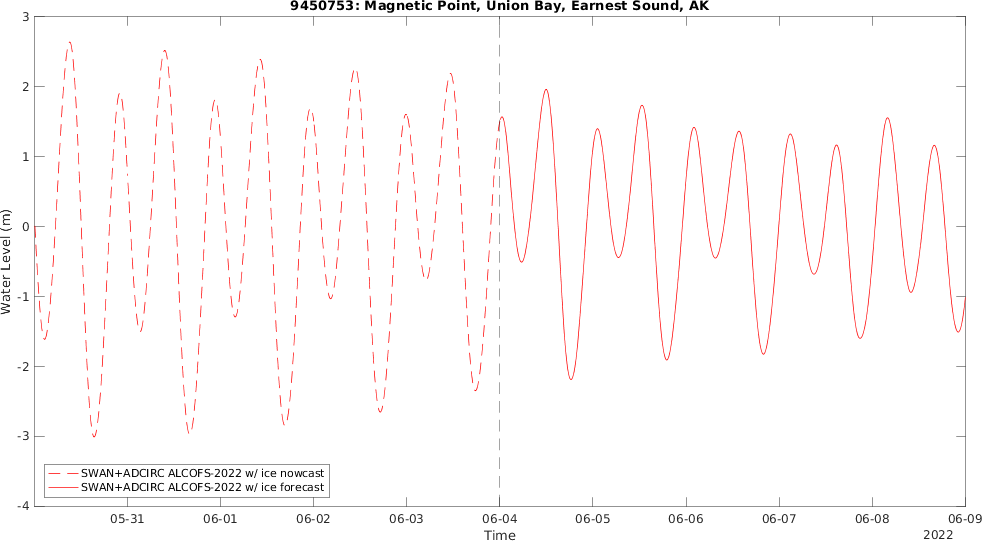 9450753: Magnetic Point, Union Bay, Earnest Sound, AK
3
2
1
0
-1
-2
-3
-4
Water Level (m)
SWAN+ADCIRC ALCOFS-2022 w/ ice nowcast
SWAN+ADCIRC ALCOFS-2022 w/ ice forecast
05-31 06-01 06-02 06-03 06-04 06-05 06-06 06-07 06-08 06-09
Time
2022